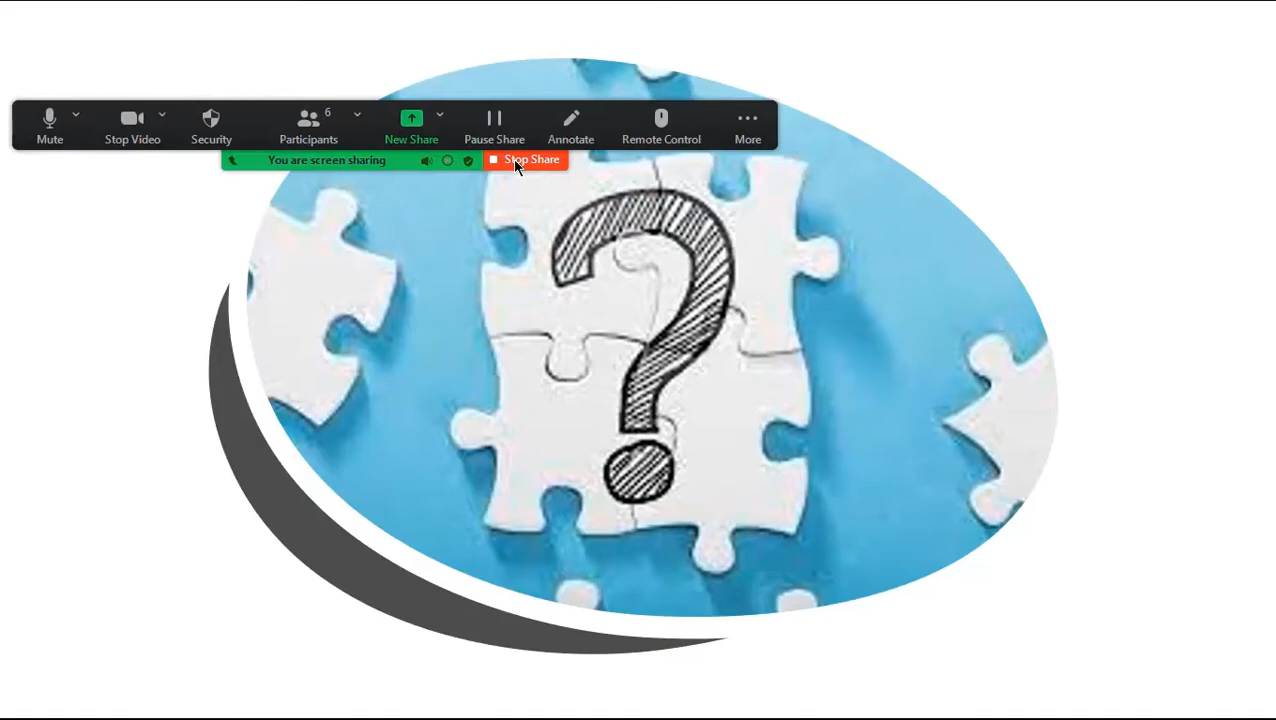 6
Mute Stop Video Security Participants New Share Pause Share Annotate Remote Control More
You are screen sharing Stop Share
?